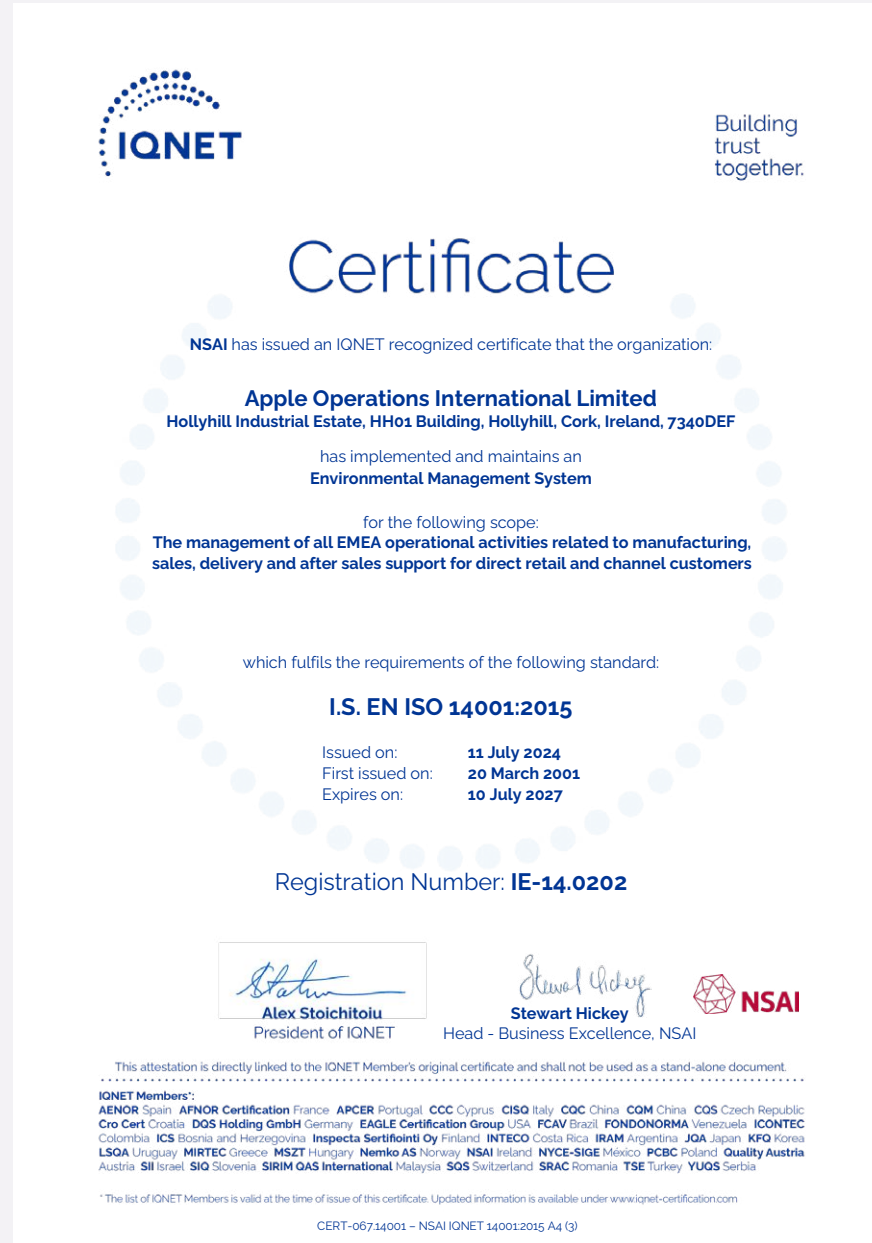 IQNET
Building
trust
together.
Certificate
NSAI has issued an IQNET recognized certificate that the organization:
Apple Operations International Limited
Hollyhill Industrial Estate, HH01 Building, Hollyhill, Cork, Ireland, 7340DEF
has implemented and maintains an
Environmental Management System
for the following scope:
The management of all EMEA operational activities related to manufacturing,
sales, delivery and after sales support for direct retail and channel customers
which fulfils the requirements of the following standard:
I.S. EN ISO 14001:2015
Issued on: 11 July 2024
First issued on: 20 March 2001
Expires on: 10 July 2027
Registration Number: IE-14.0202
Alex Stoichitoiu
President of IQNET
Stewart Hickey
Stewart Hickey
Head - Business Excellence, NSAI
NSAI
This attestation is directly linked to the IQNET Member's original certificate and shall not be used as a stand-alone document.
IQNET Members*:
AENOR Spain AFNOR Certification France APCER Portugal CCC Cyprus CISQ Italy CQC China CQM China CQS Czech Republic
Cro Cert Croatia DQS Holding GmbH Germany EAGLE Certification Group USA FCAV Brazil FONDONORMA Venezuela ICONTEC
Colombia ICS Bosnia and Herzegovina Inspecta Sertifiointi Oy Finland INTECO Costa Rica IRAM Argentina JQA Japan KFQ Korea
LSQA Uruguay MIRTEC Greece MSZT Hungary Nemko AS Norway NSAI Ireland NYCE-SIGE México PCBC Poland Quality Austria
Austria SII Israel SIQ Slovenia SIRIM QAS International Malaysia SQS Switzerland SRAC Romania TSE Turkey YUQS Serbia
* The list of IQNET Members is valid at the time of issue of this certificate. Updated information is available under www.iqnet-certification.com
CERT-067.14001 – NSAI IQNET 14001:2015 A4 (3)